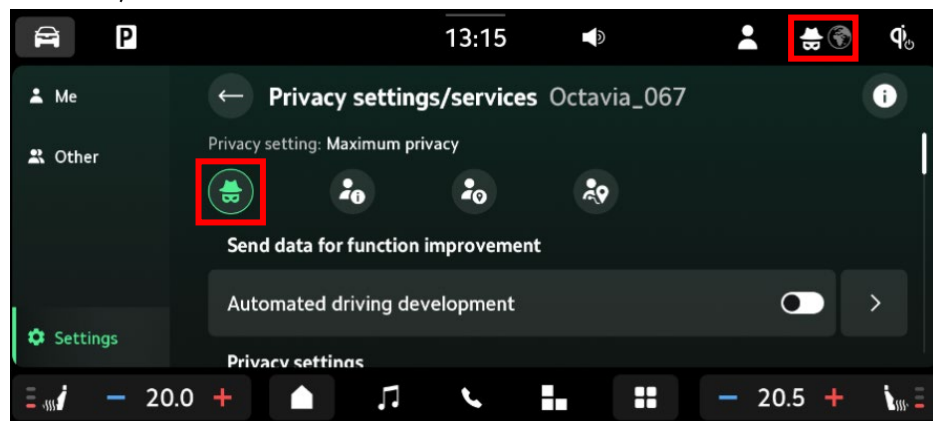 P 13:15
Me
Privacy settings/services Octavia_067
Privacy setting: Maximum privacy
Other
Send data for function improvement
Automated driving development
Settings
Privacy settings
20.0
20.5